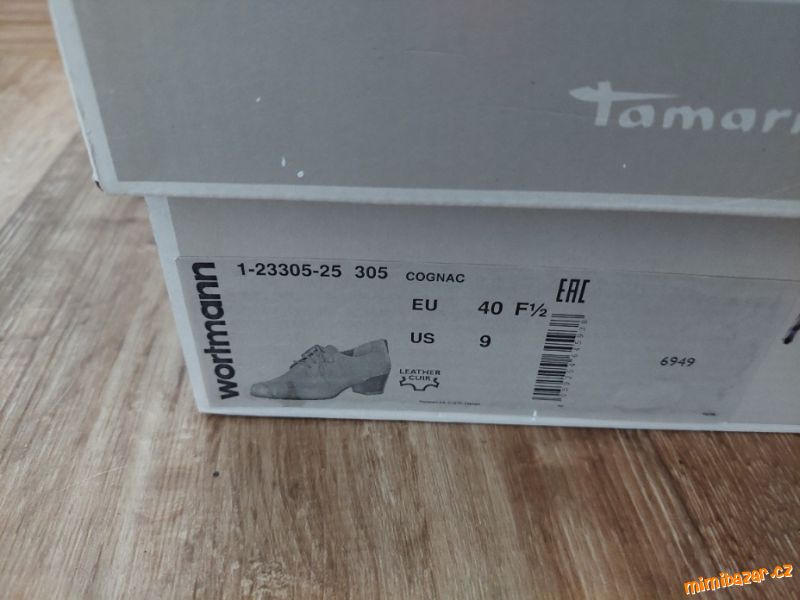 Tamari
wortmann
1-23305-25 305 COGNAC
EAC
EU 40 F½
US 9
LEATHER
CUIR
6949
mimibazar.cz